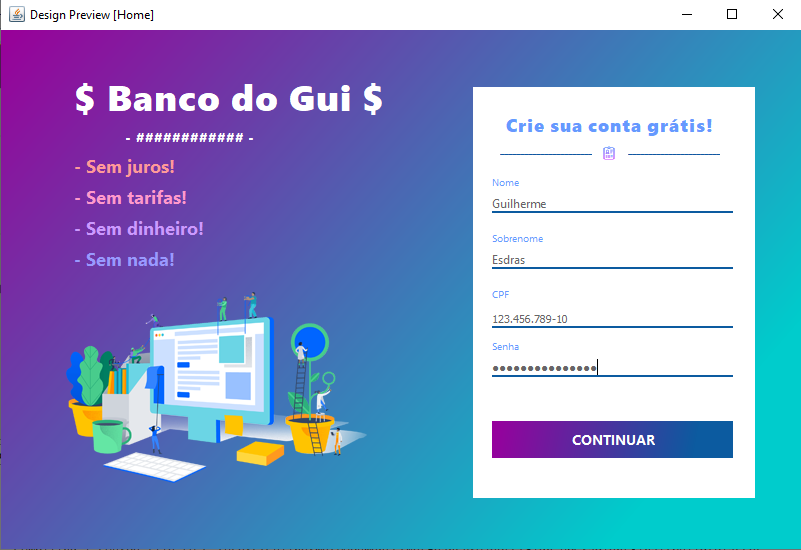 Design Preview [Home]
$ Banco do Gui $
- ############ -
- Sem juros!
- Sem tarifas!
- Sem dinheiro!
- Sem nada!
Crie sua conta grátis!
Nome
Guilherme
Sobrenome
Esdras
CPF
123.456.789-10
Senha
●●●●●●●●●●●●●●●
CONTINUAR